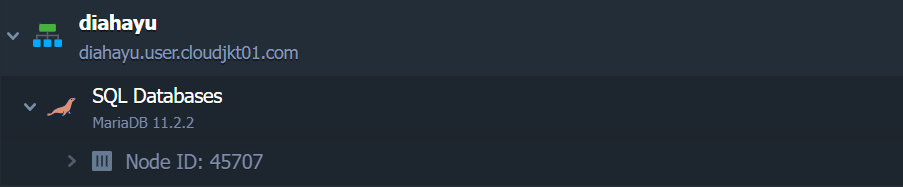 diahayu
diahayu.user.cloudjkt01.com
SQL Databases
MariaDB 11.2.2
Node ID: 45707